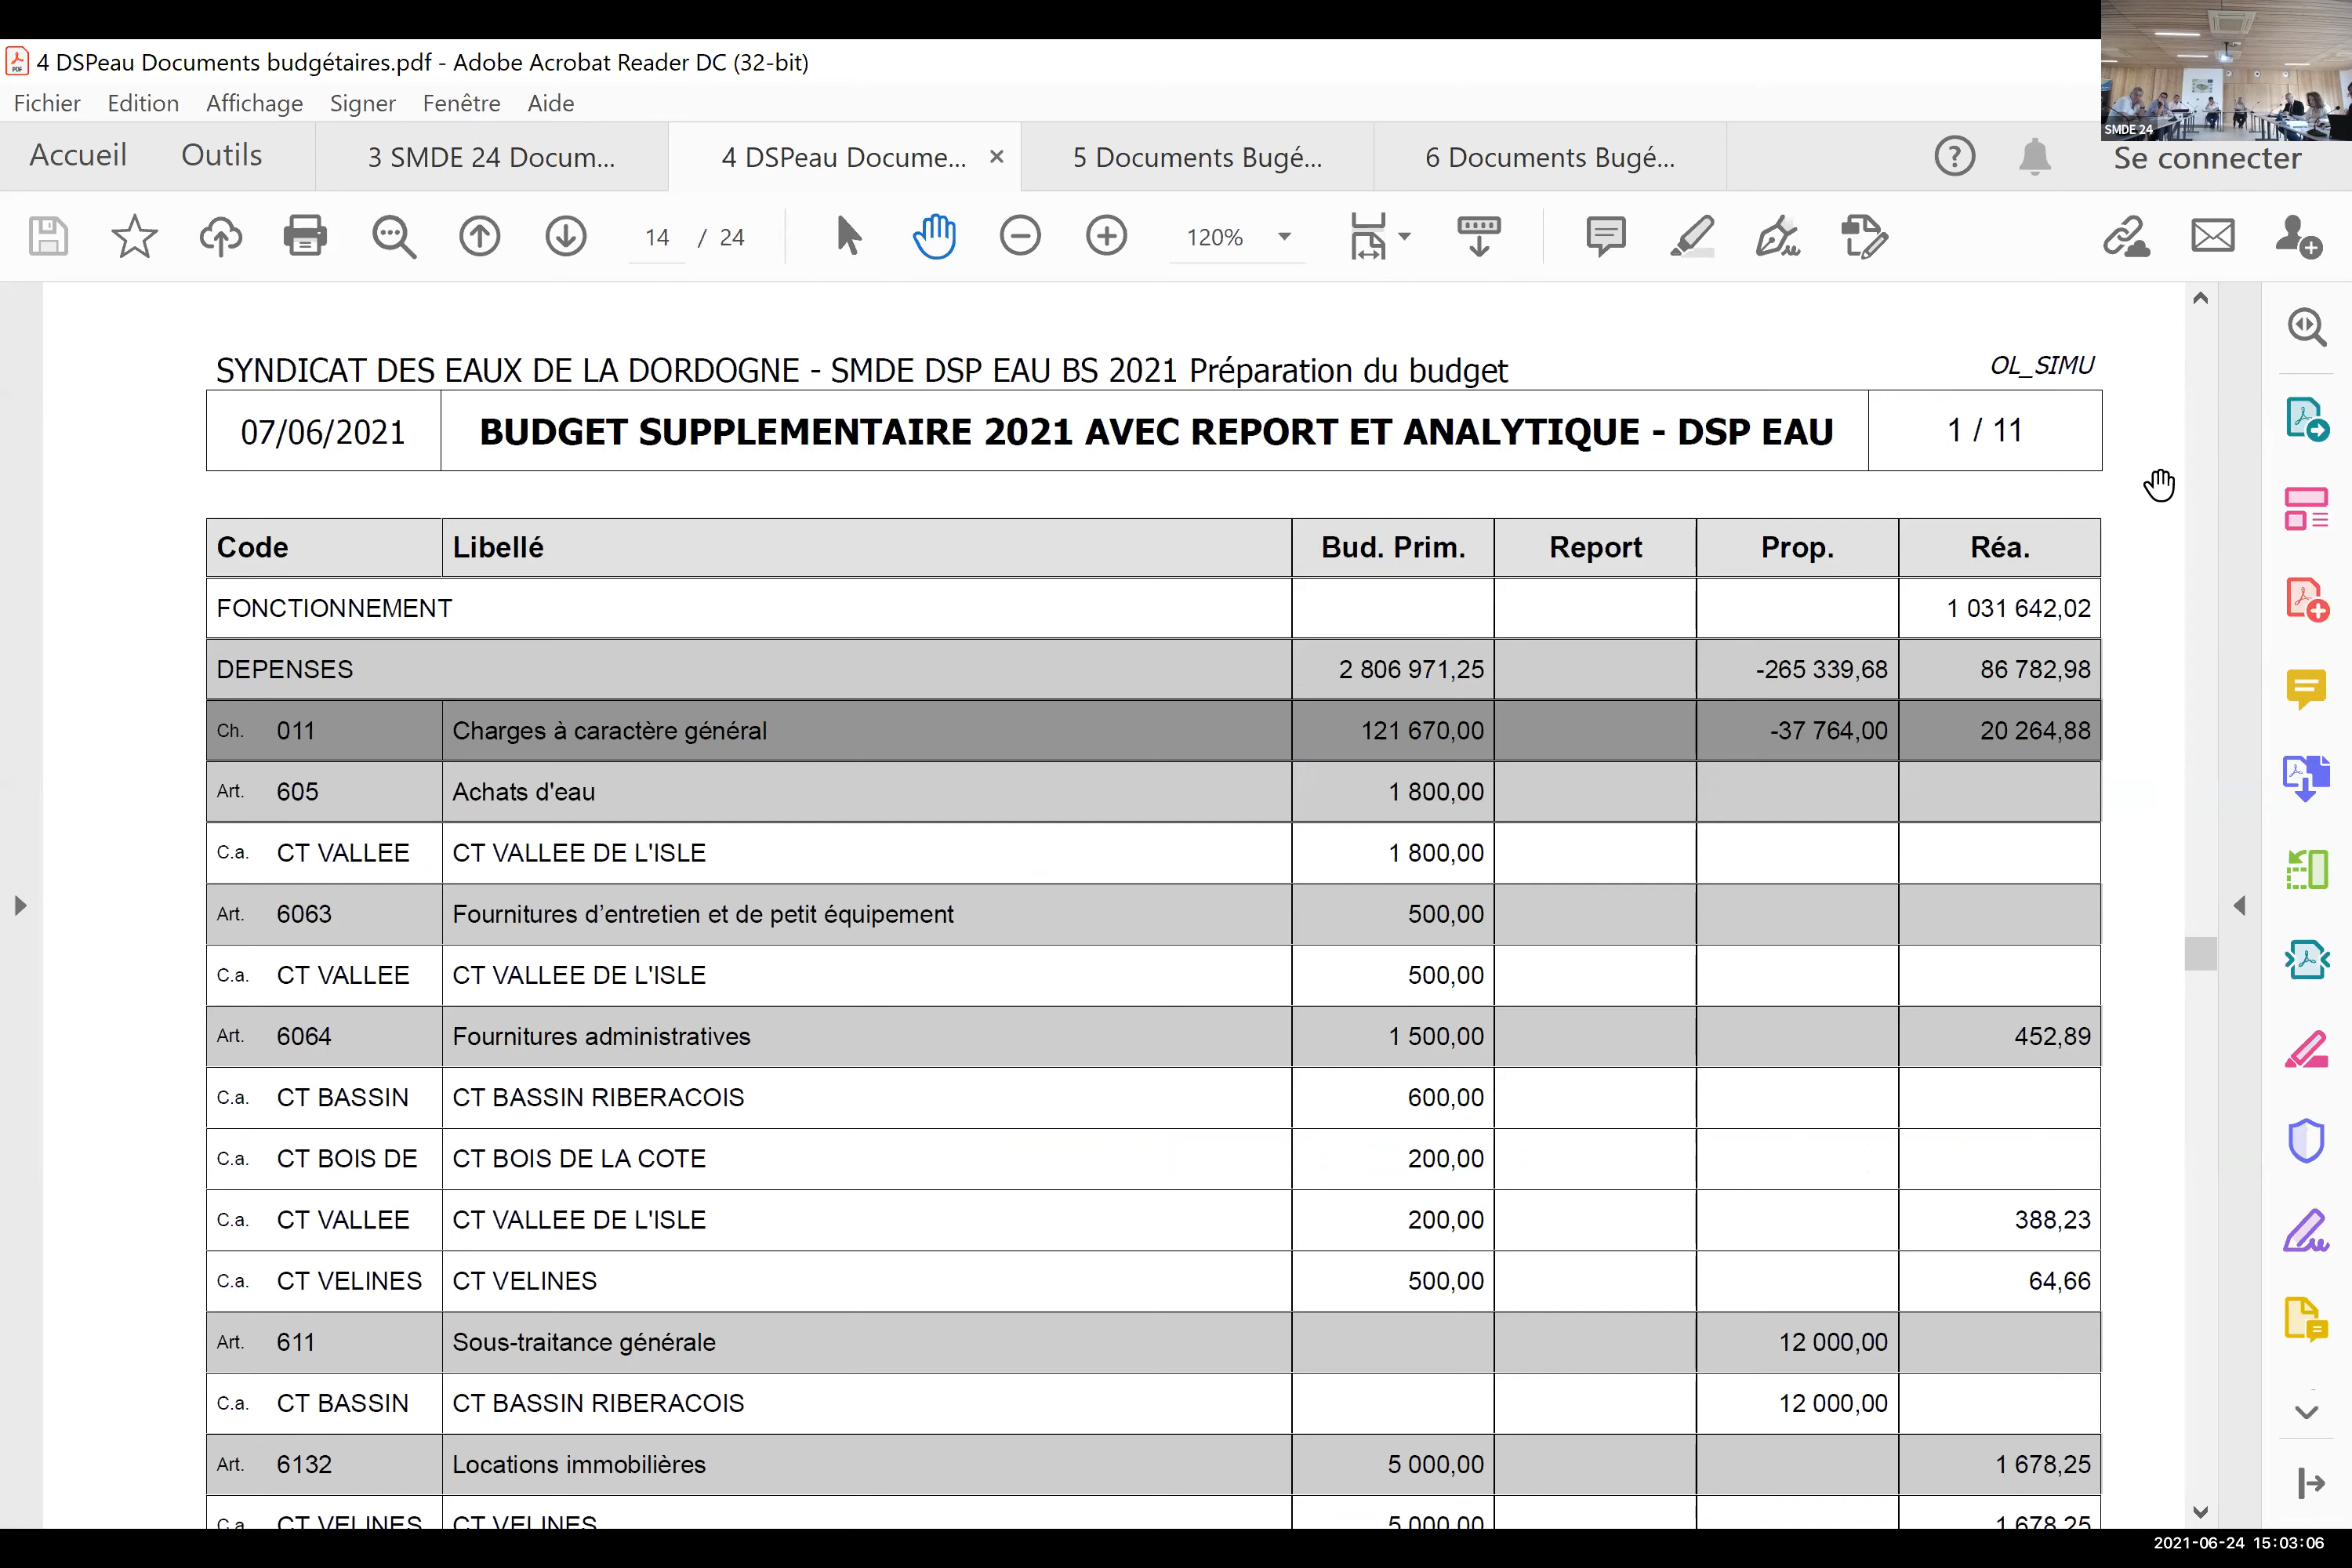 4 DSPeau Documents budgétaires.pdf - Adobe Acrobat Reader DC (32-bit)
SMDE 24
Fichier Edition Affichage Signer Fenêtre Aide
Accueil Outils 3 SMDE 24 Docum... 4 DSPeau Docume... × 5 Documents Bugé... 6 Documents Bugé... Se connecter
14 / 24 120%
SYNDICAT DES EAUX DE LA DORDOGNE - SMDE DSP EAU BS 2021 Préparation du budget OL_SIMU
07/06/2021 BUDGET SUPPLEMENTAIRE 2021 AVEC REPORT ET ANALYTIQUE - DSP EAU 1 / 11
Code Libellé Bud. Prim. Report Prop. Réa.
FONCTIONNEMENT 1 031 642,02
DEPENSES 2 806 971,25 -265 339,68 86 782,98
Ch. 011 Charges à caractère général 121 670,00 -37 764,00 20 264,88
Art. 605 Achats d'eau 1 800,00
C.a. CT VALLEE CT VALLEE DE L'ISLE 1 800,00
Art. 6063 Fournitures d’entretien et de petit équipement 500,00
C.a. CT VALLEE CT VALLEE DE L'ISLE 500,00
Art. 6064 Fournitures administratives 1 500,00 452,89
C.a. CT BASSIN CT BASSIN RIBERACOIS 600,00
C.a. CT BOIS DE CT BOIS DE LA COTE 200,00
C.a. CT VALLEE CT VALLEE DE L'ISLE 200,00 388,23
C.a. CT VELINES CT VELINES 500,00 64,66
Art. 611 Sous-traitance générale 12 000,00
C.a. CT BASSIN CT BASSIN RIBERACOIS 12 000,00
Art. 6132 Locations immobilières 5 000,00 1 678,25
C.a. CT VELINES CT VELINES 5 000,00 1 678,25
2021-06-24 15:03:06